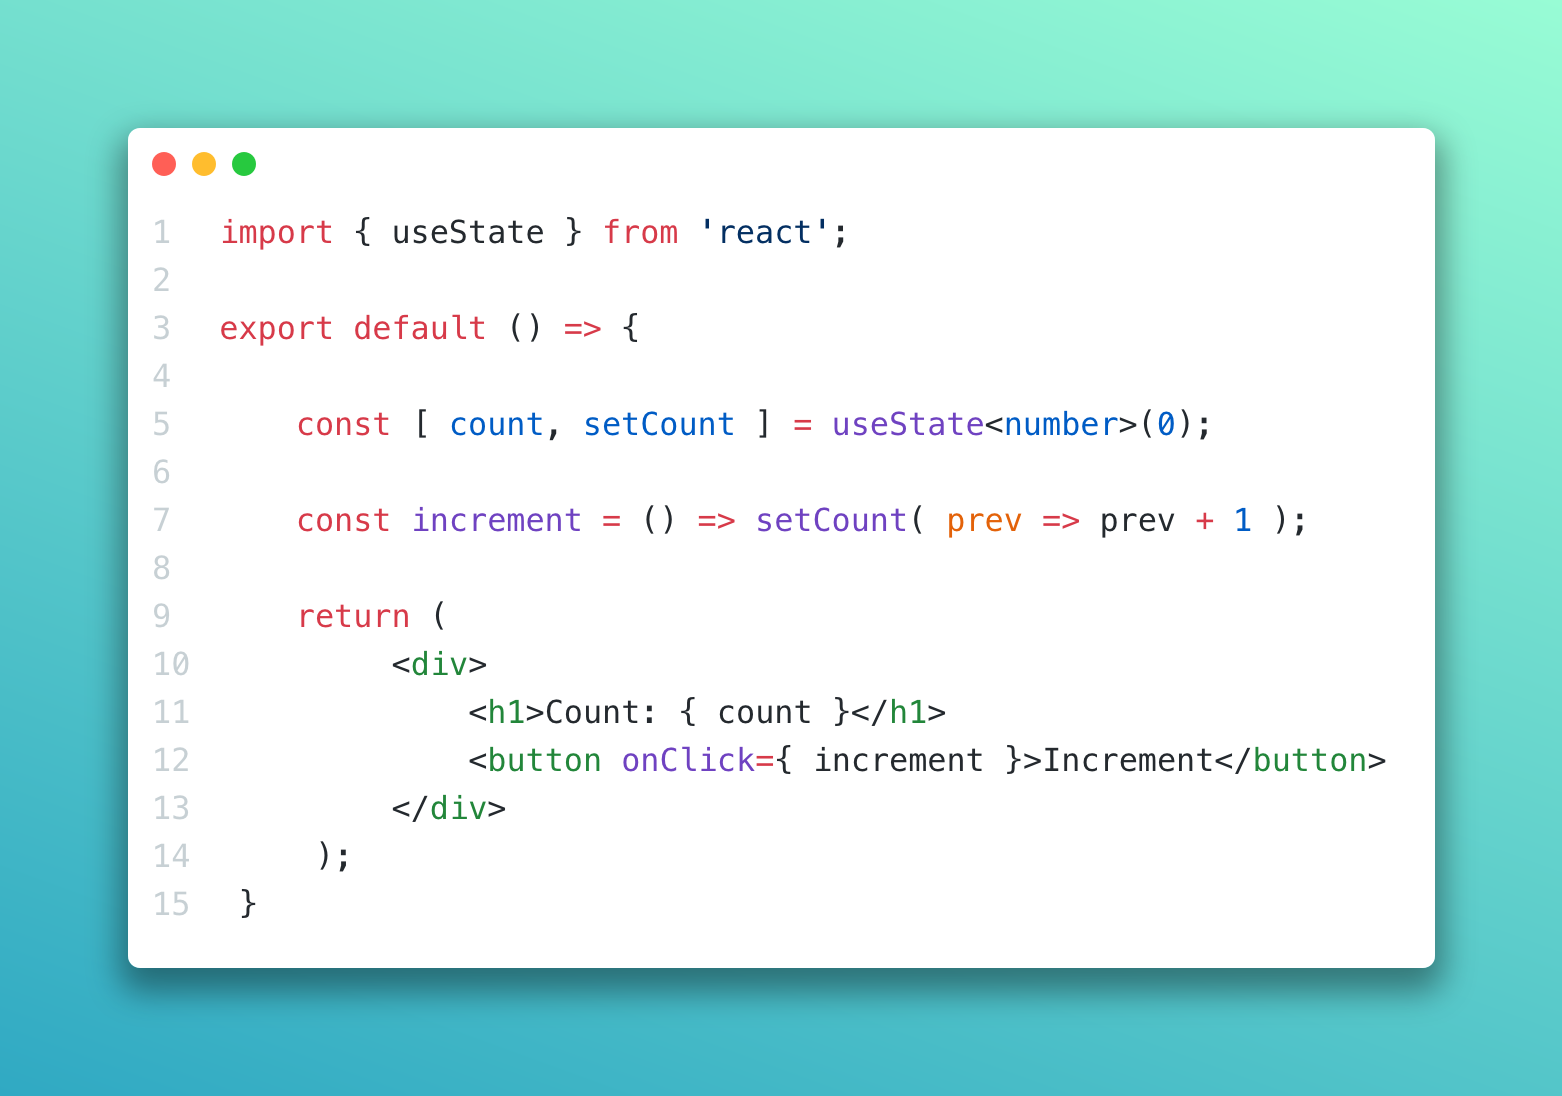 1 import { useState } from 'react';
2
3 export default () => {
4
5     const [ count, setCount ] = useState<number>(0);
6
7     const increment = () => setCount( prev => prev + 1 );
8
9     return (
10          <div>
11              <h1>Count: { count }</h1>
12              <button onClick={ increment }>Increment</button>
13          </div>
14      );
15  }